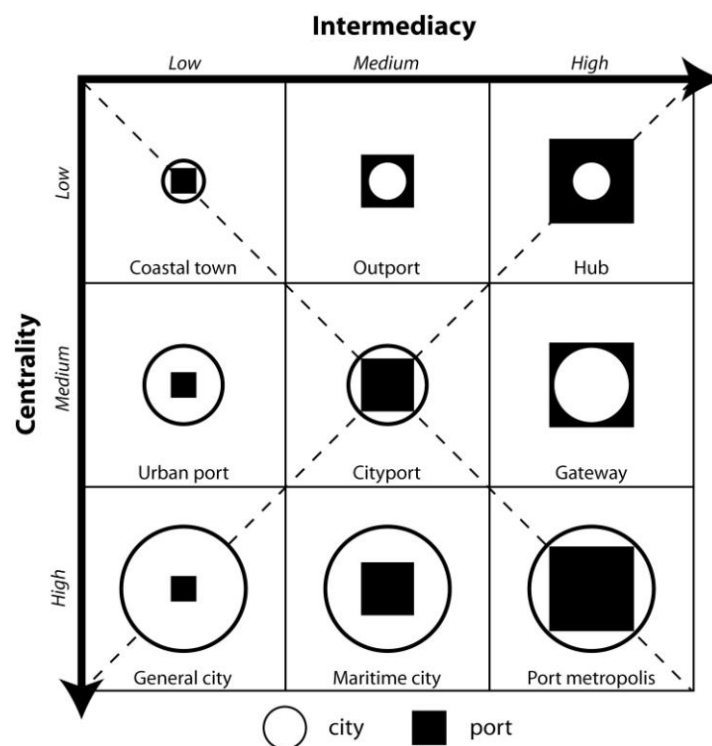 Intermediacy
Low Medium High
Centrality
Low
Coastal town Outport Hub
Medium
Urban port Cityport Gateway
High
General city Maritime city Port metropolis
city port